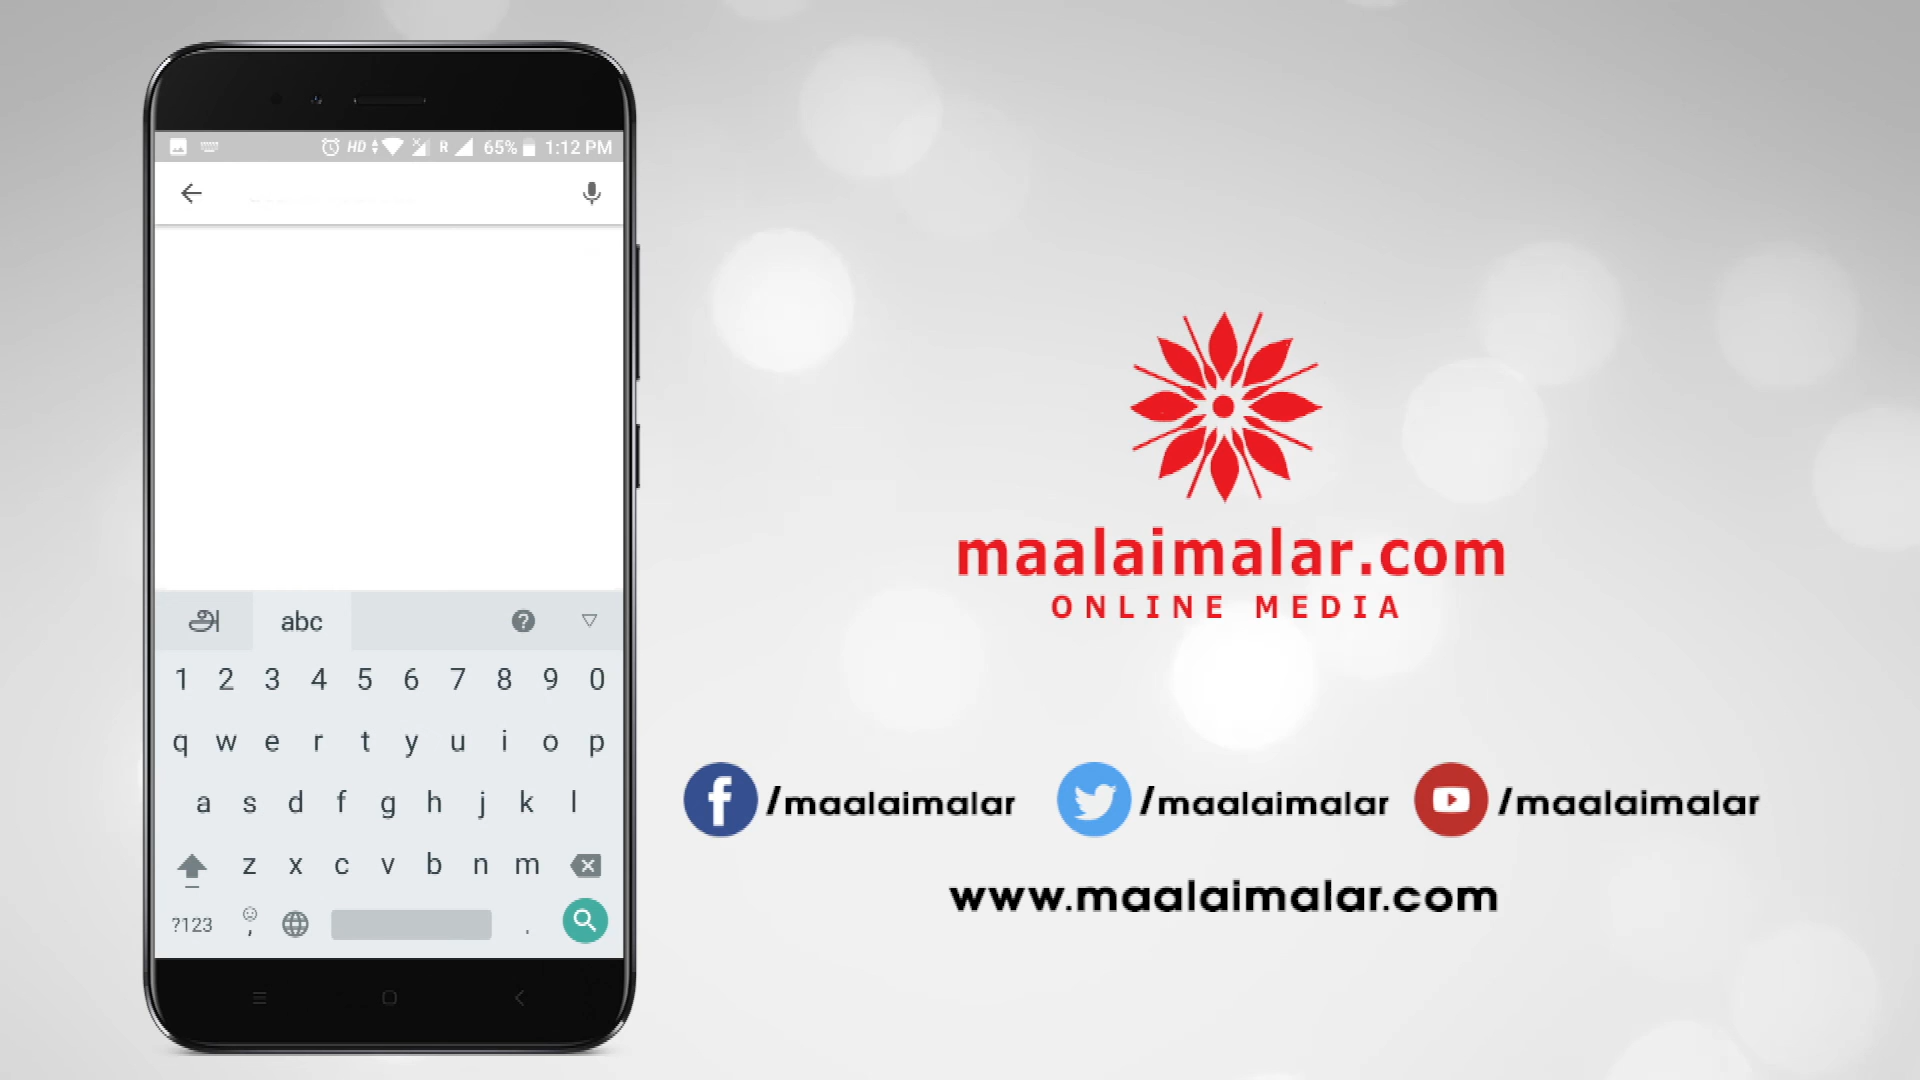 HD R 65% 1:12 PM
அ abc ?
1 2 3 4 5 6 7 8 9 0
q w e r t y u i o p
a s d f g h j k l
z x c v b n m
?123 , .
maalaimalar.com
ONLINE MEDIA
/maalaimalar /maalaimalar /maalaimalar
www.maalaimalar.com